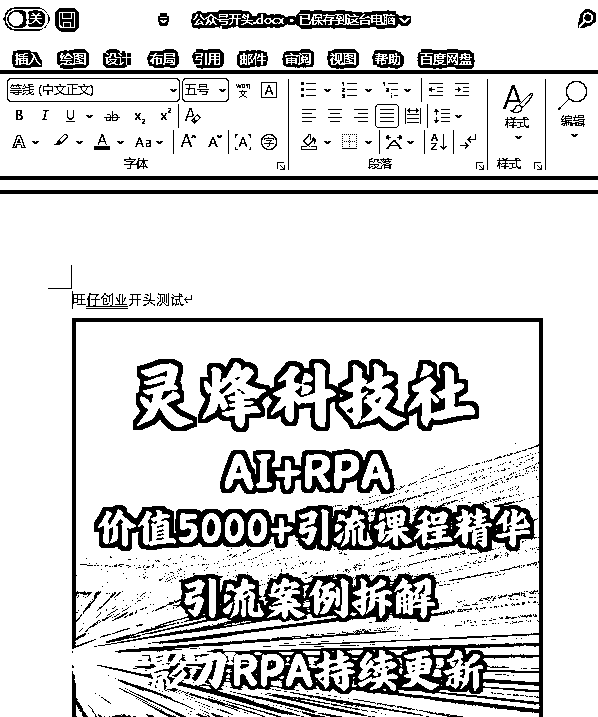 关
公众号开头.docx • 已保存到这台电脑
插入 绘图 设计 布局 引用 邮件 审阅 视图 帮助 百度网盘
等线 (中文正文) 五号 wén 文 A
B I U ab x₂ x² A
A A Aa A A A 字
样式
编辑
字体 段落 样式
旺仔创业开头测试
灵烽科技社
AI+RPA
价值5000+引流课程精华
引流案例拆解
影刀RPA持续更新